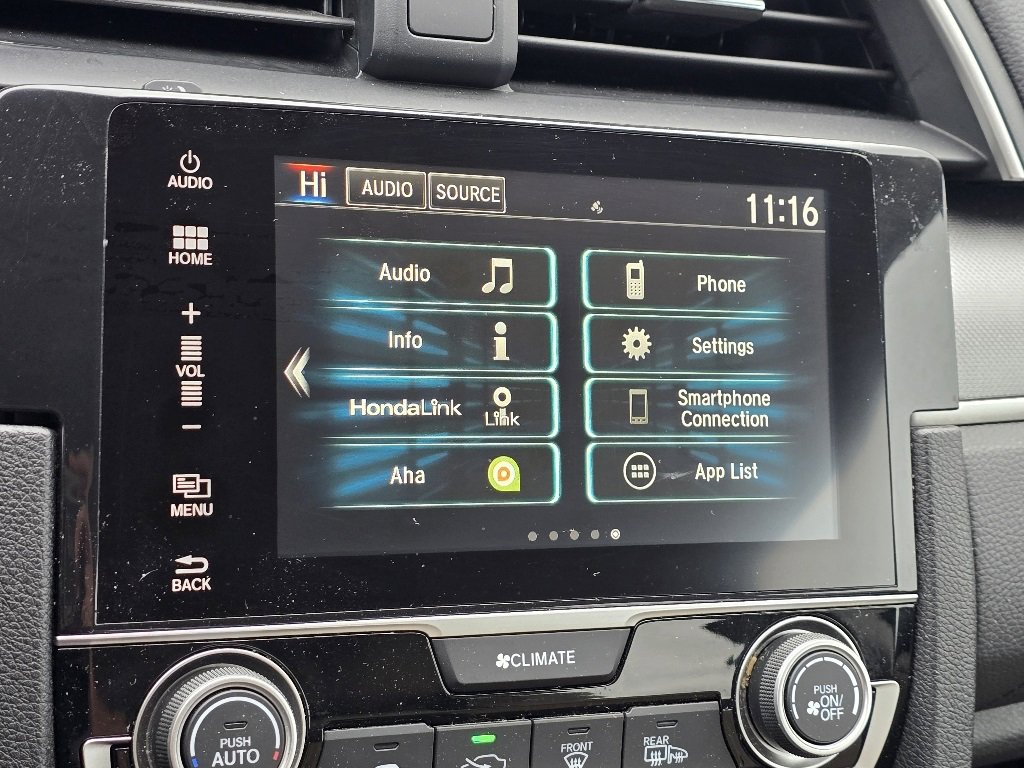 AUDIO
HOME
+
VOL
−
MENU
BACK
Hi AUDIO SOURCE 11:16
Audio
Phone
Info
Settings
HondaLink
Link
Smartphone
Connection
Aha
App List
CLIMATE
PUSH
AUTO
FRONT
REAR
PUSH
ON/
OFF